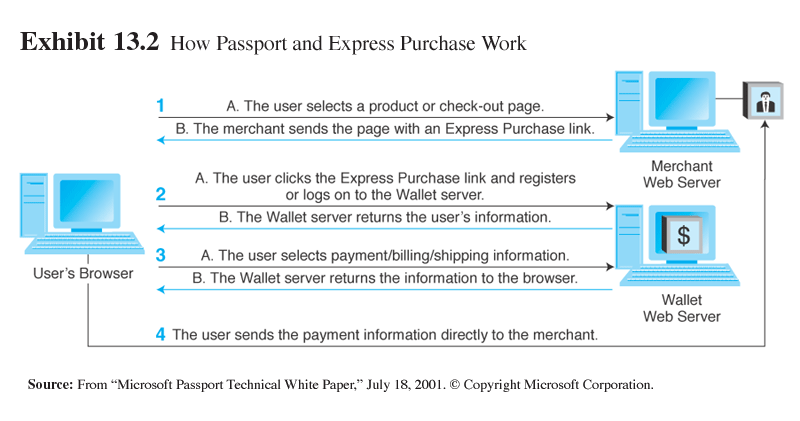 Exhibit 13.2 How Passport and Express Purchase Work
1 A. The user selects a product or check-out page.
B. The merchant sends the page with an Express Purchase link.
Merchant
Web Server
2 A. The user clicks the Express Purchase link and registers
or logs on to the Wallet server.
B. The Wallet server returns the user's information.
$
3 A. The user selects payment/billing/shipping information.
B. The Wallet server returns the information to the browser.
User's Browser
Wallet
Web Server
4 The user sends the payment information directly to the merchant.
Source: From “Microsoft Passport Technical White Paper,” July 18, 2001. © Copyright Microsoft Corporation.